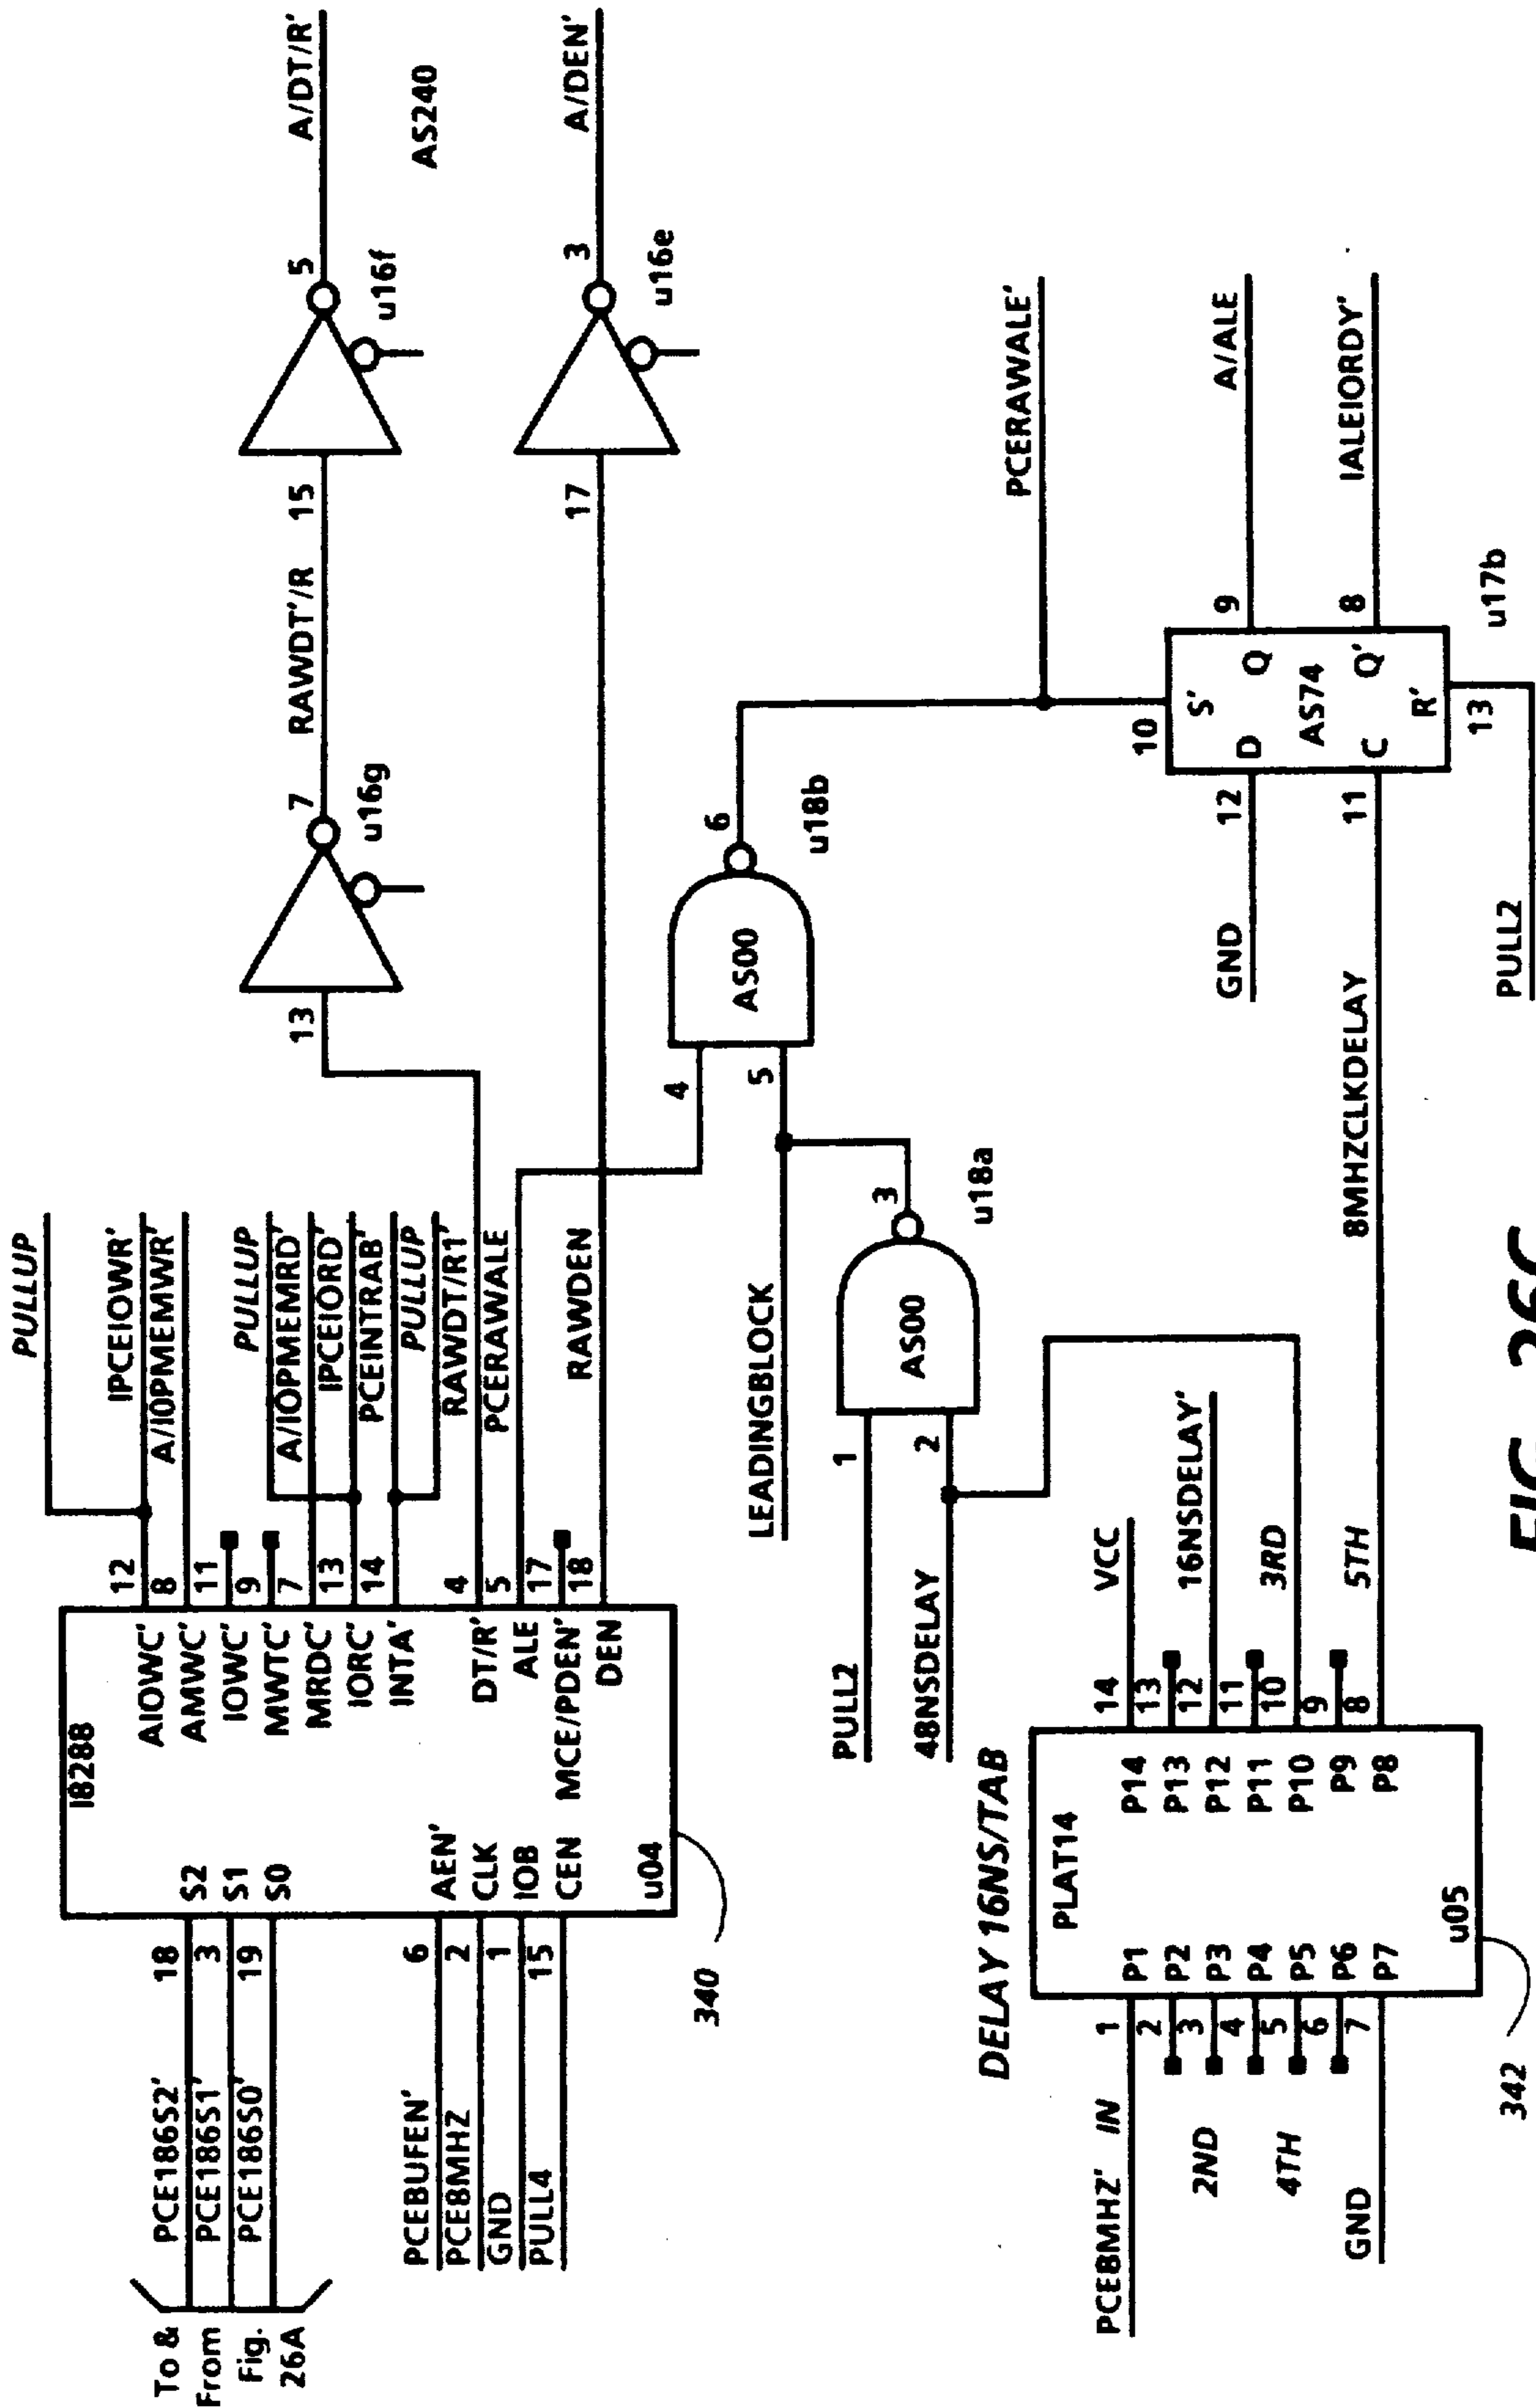 To &
From
Fig.
26A
PCE186S2'
18
PCE186S1'
3
PCE186S0'
19
PCEBUFEN'
6
PCE8MHZ
2
GND
1
PULL4
15
I8288
S2
S1
S0
AEN'
CLK
IOB
CEN
u04
340
AIOWC'
AMWC'
IOWC'
MWTC'
MRDC'
IORC'
INTA'
DT/R'
ALE
MCE/PDEN'
DEN
12
8
11
9
7
13
14
4
5
17
18
PULLUP
IPCEIOWR'
A/IOPMEMWR'
PULLUP
A/IOPMEMRD'
IPCEIORD'
PCEINTRAB'
PULLUP
RAWDT/R1'
PCERAWALE
RAWDEN
13
7
u16g
RAWDT'/R
15
5
u16f
A/DT/R'
AS240
17
3
u16e
A/DEN'
LEADINGBLOCK
4
5
AS00
6
u18b
PULL2
1
48NSDELAY
2
AS00
3
u18a
PCERAWALE'
DELAY 16NS/TAB
PLAT14
PCE8MHZ'
IN
1
2
2ND
3
4
4TH
5
6
GND
7
P1
P2
P3
P4
P5
P6
P7
P14
P13
P12
P11
P10
P9
P8
u05
342
14
VCC
13
12
16NSDELAY'
11
10
3RD
9
8
5TH
8MHZCLKDELAY
GND
12
11
10
S'
D
Q
AS74
C
Q'
R'
9
A/ALE
8
IALEIORDY'
13
u17b
PULL2
FIG. 26C